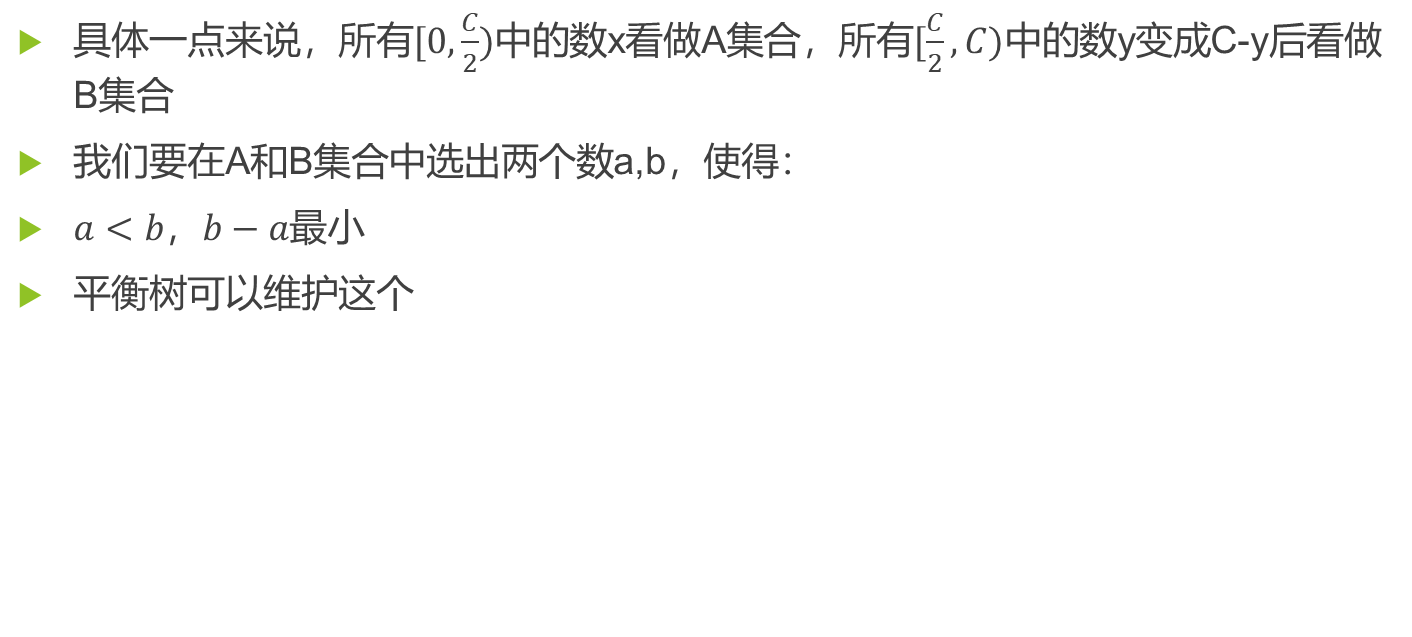 具体一点来说，所有[0, C/2)中的数x看做A集合，所有[C/2, C)中的数y变成C-y后看做
B集合
我们要在A和B集合中选出两个数a,b，使得：
a < b，b − a最小
平衡树可以维护这个